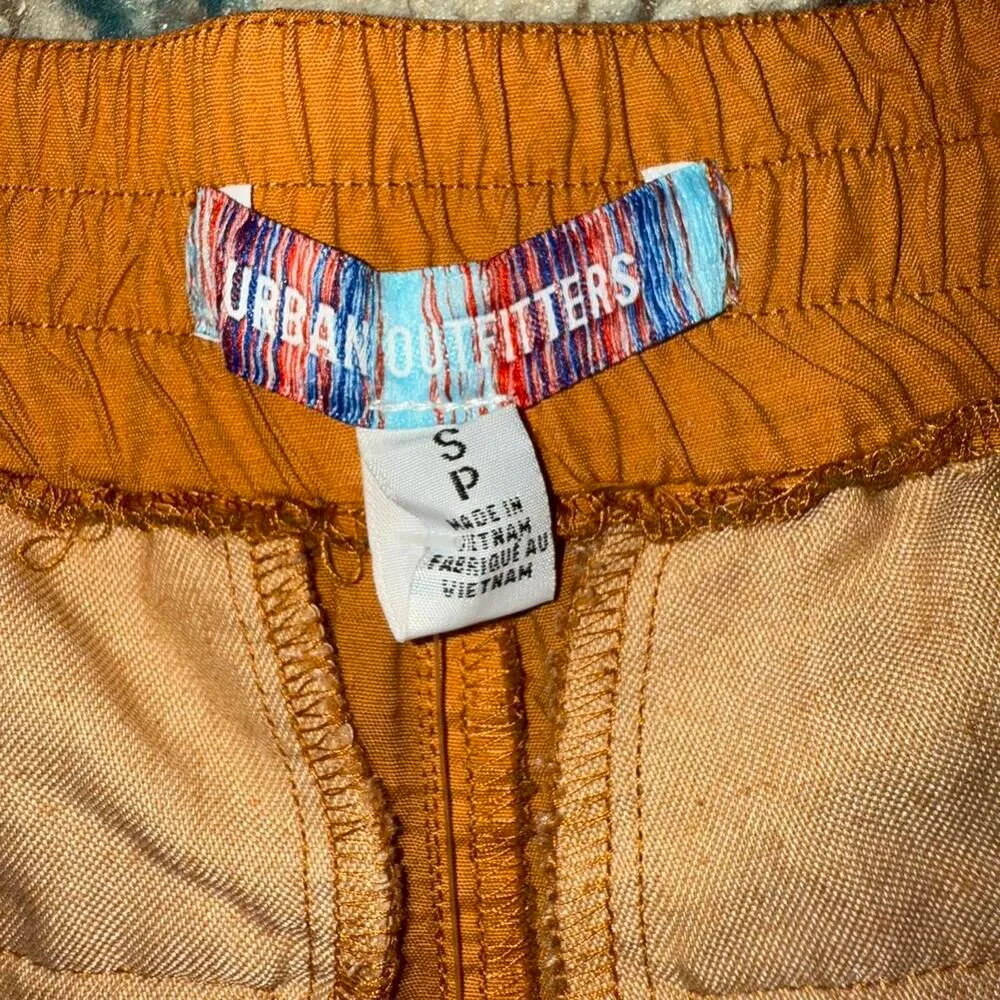 URBAN OUTFITTERS
S
P
MADE IN
VIETNAM
FABRIQUÉ AU
VIETNAM